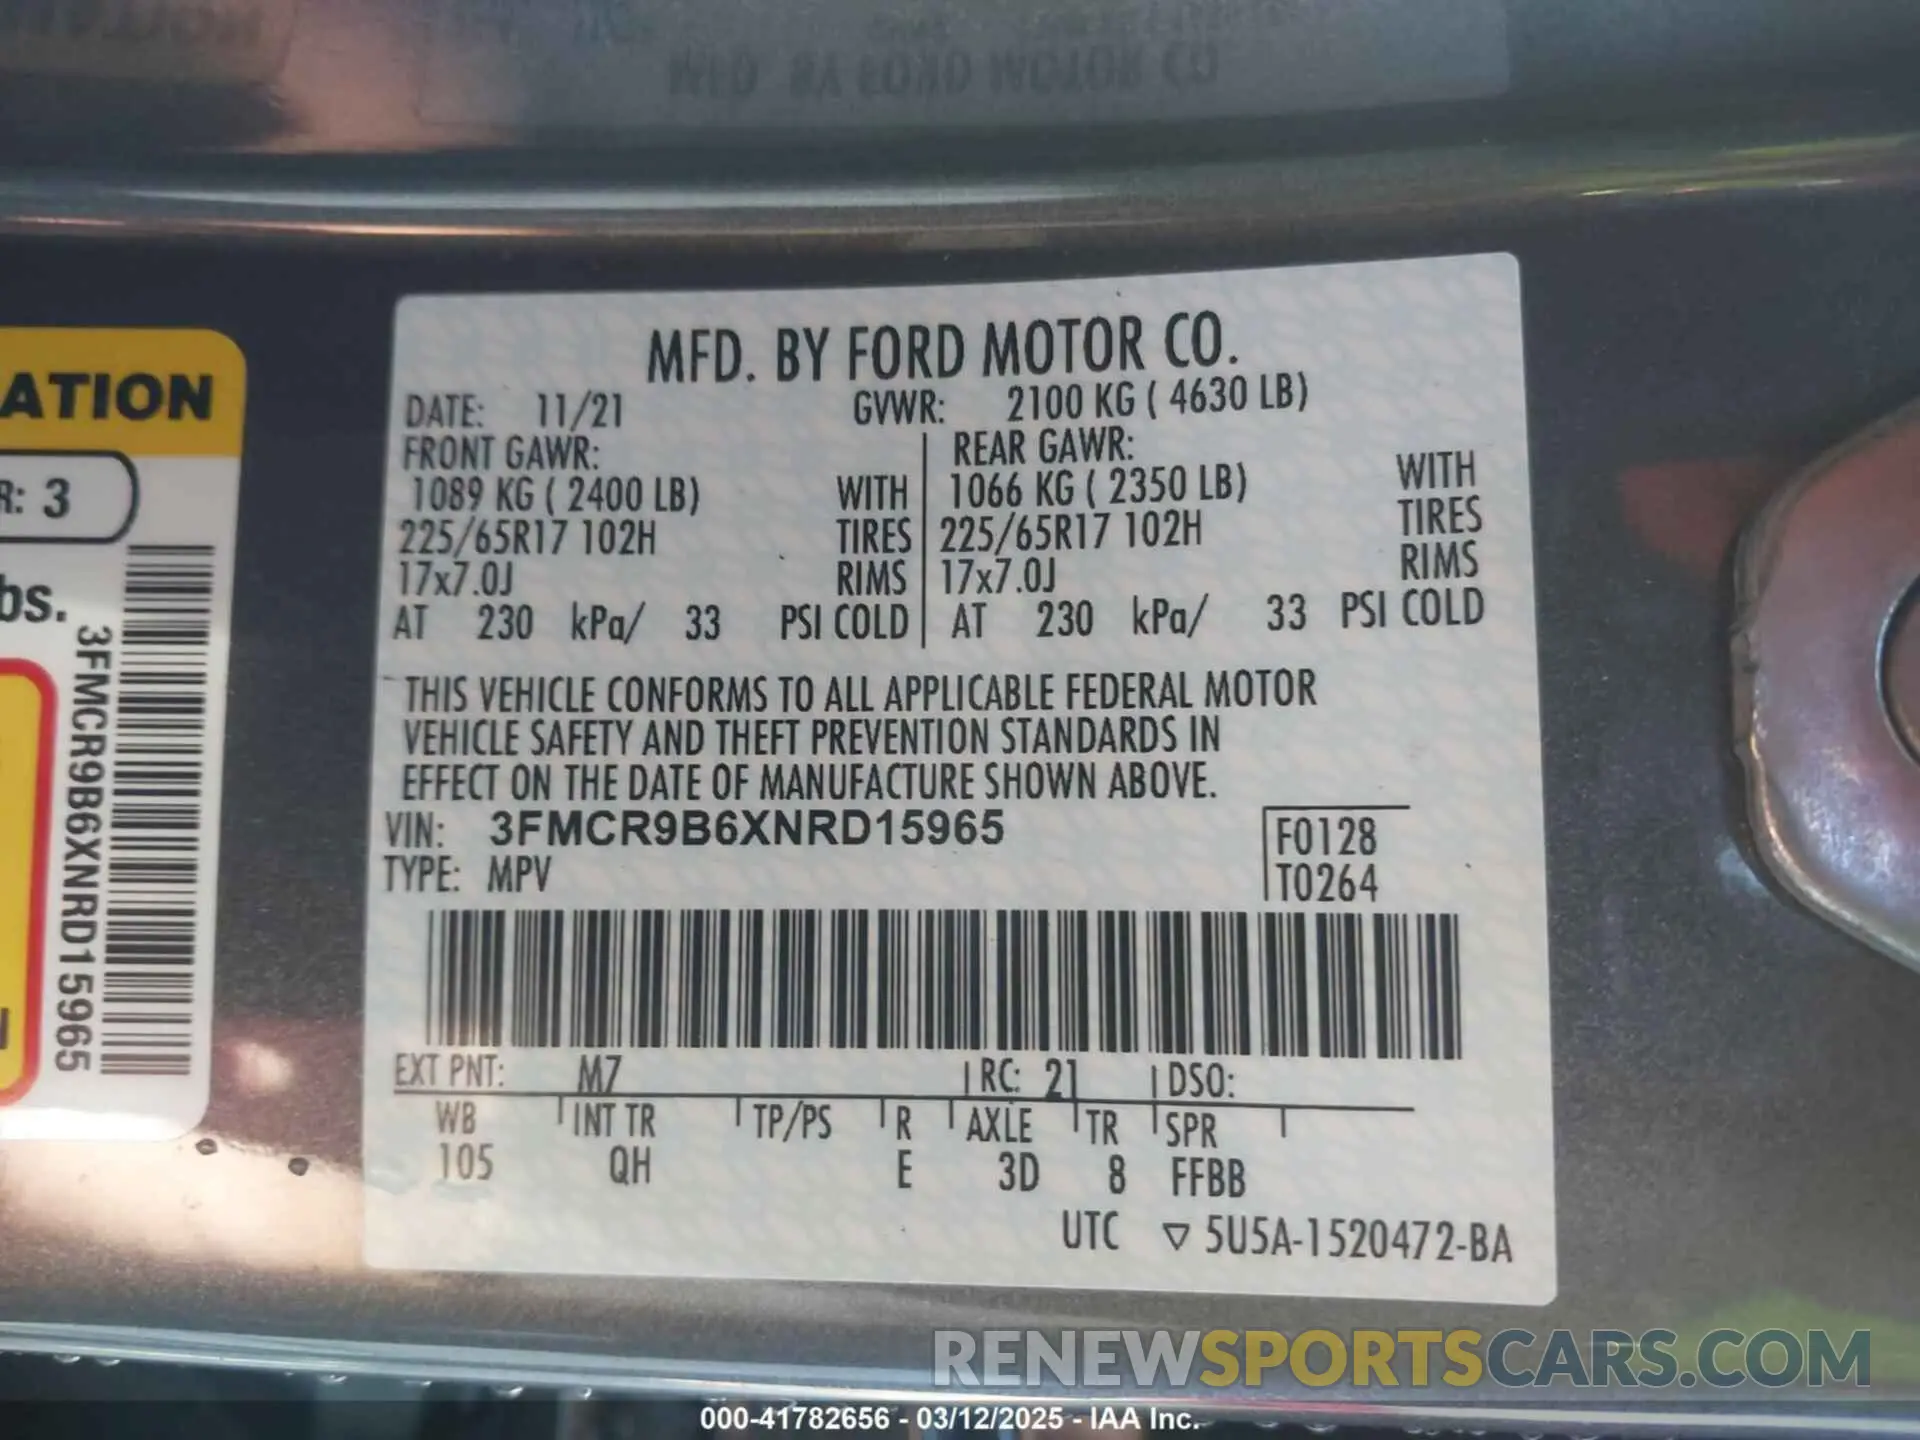 MFD. BY FORD MOTOR CO.
DATE: 11/21 GVWR: 2100 KG ( 4630 LB)
FRONT GAWR: REAR GAWR:
1089 KG ( 2400 LB) WITH 1066 KG ( 2350 LB) WITH
225/65R17 102H TIRES 225/65R17 102H TIRES
17x7.0J RIMS 17x7.0J RIMS
AT 230 kPa/ 33 PSI COLD AT 230 kPa/ 33 PSI COLD
THIS VEHICLE CONFORMS TO ALL APPLICABLE FEDERAL MOTOR
VEHICLE SAFETY AND THEFT PREVENTION STANDARDS IN
EFFECT ON THE DATE OF MANUFACTURE SHOWN ABOVE.
VIN: 3FMCR9B6XNRD15965 F0128
TYPE: MPV T0264
EXT PNT: M7 RC: 21 DSO:
WB INT TR TP/PS R AXLE TR SPR
105 QH E 3D 8 FFBB
UTC ▽ 5U5A-1520472-BA
ATION
R: 3
bs.
3FMCR9B6XNRD15965
MFD. BY FORD MOTOR CO
RENEWSPORTSCARS.COM
000-41782656 - 03/12/2025 - IAA Inc.